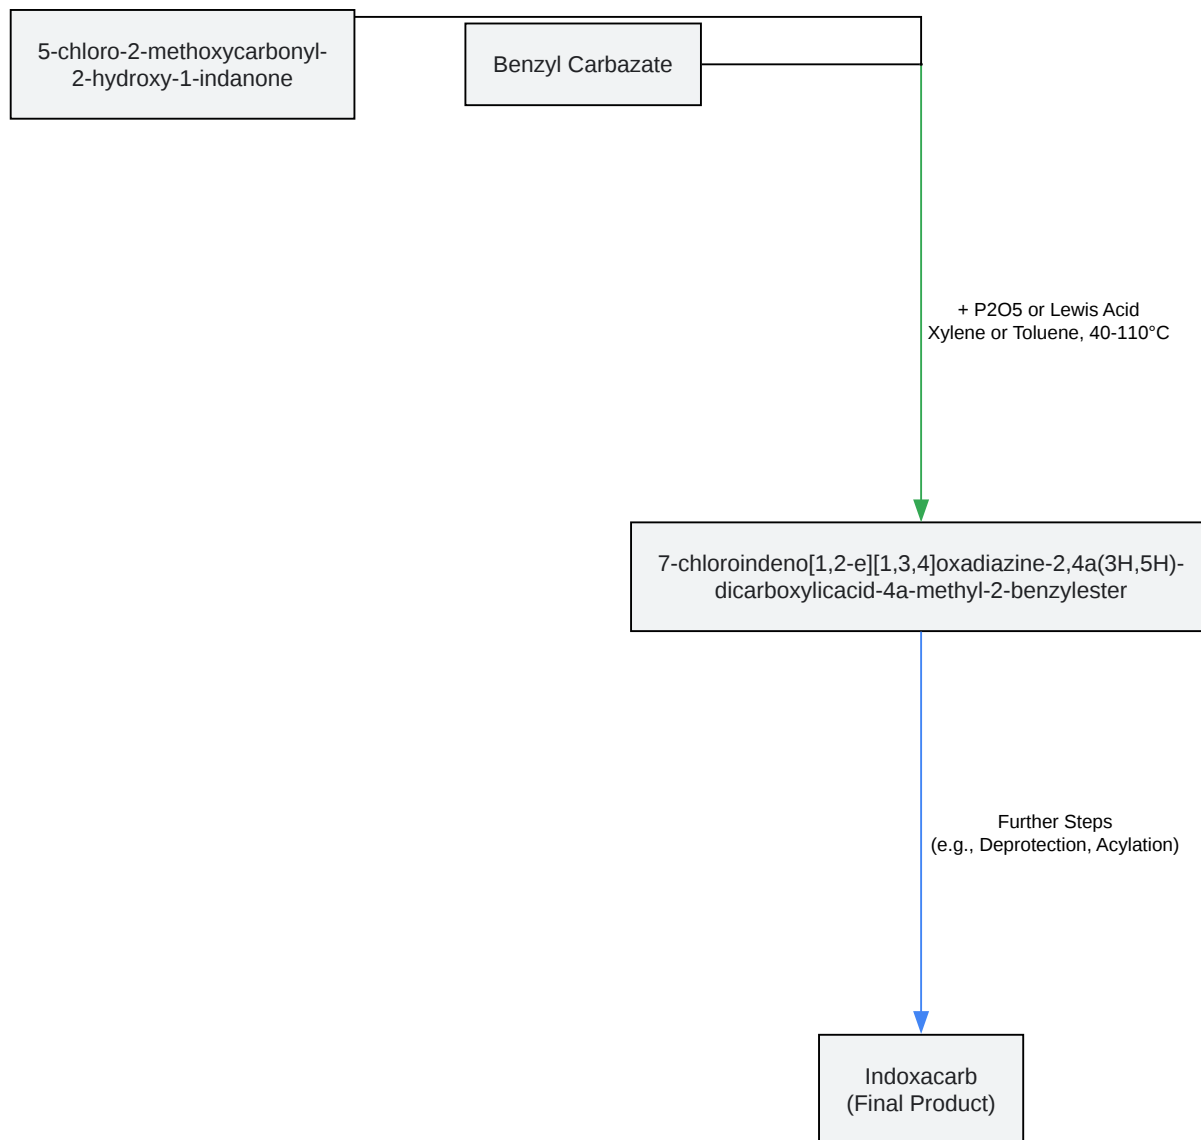 5-chloro-2-methoxycarbonyl-
2-hydroxy-1-indanone
Benzyl Carbazate
+ P2O5 or Lewis Acid
Xylene or Toluene, 40-110°C
7-chloroindeno[1,2-e][1,3,4]oxadiazine-2,4a(3H,5H)-
dicarboxylicacid-4a-methyl-2-benzylester
Further Steps
(e.g., Deprotection, Acylation)
Indoxacarb
(Final Product)